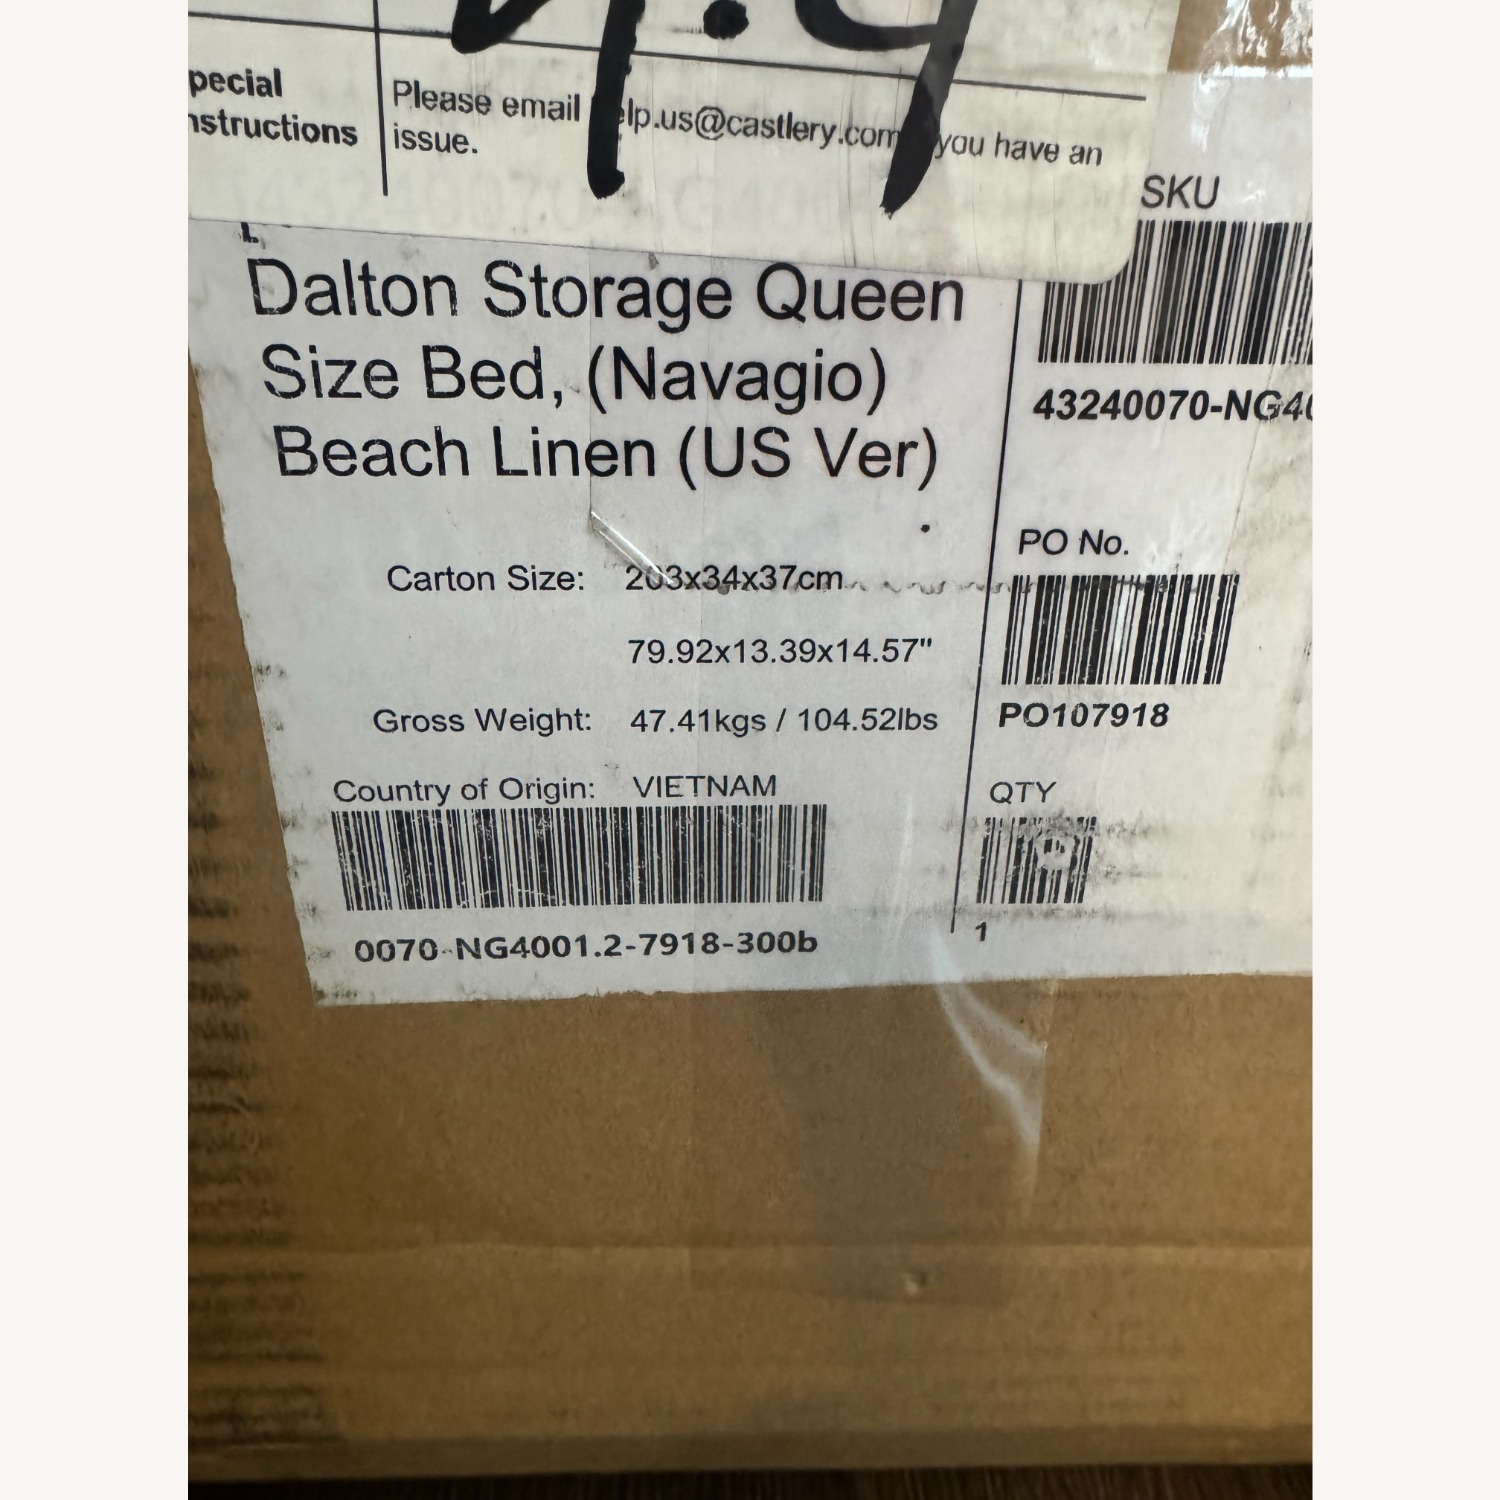 pecial
nstructions
Please email elp.us@castlery.com you have an
issue.
SKU
Dalton Storage Queen
Size Bed, (Navagio)
Beach Linen (US Ver)
43240070-NG40
Carton Size: 203x34x37cm
79.92x13.39x14.57"
Gross Weight: 47.41kgs / 104.52lbs
Country of Origin: VIETNAM
0070-NG4001.2-7918-300b
PO No.
PO107918
QTY
1